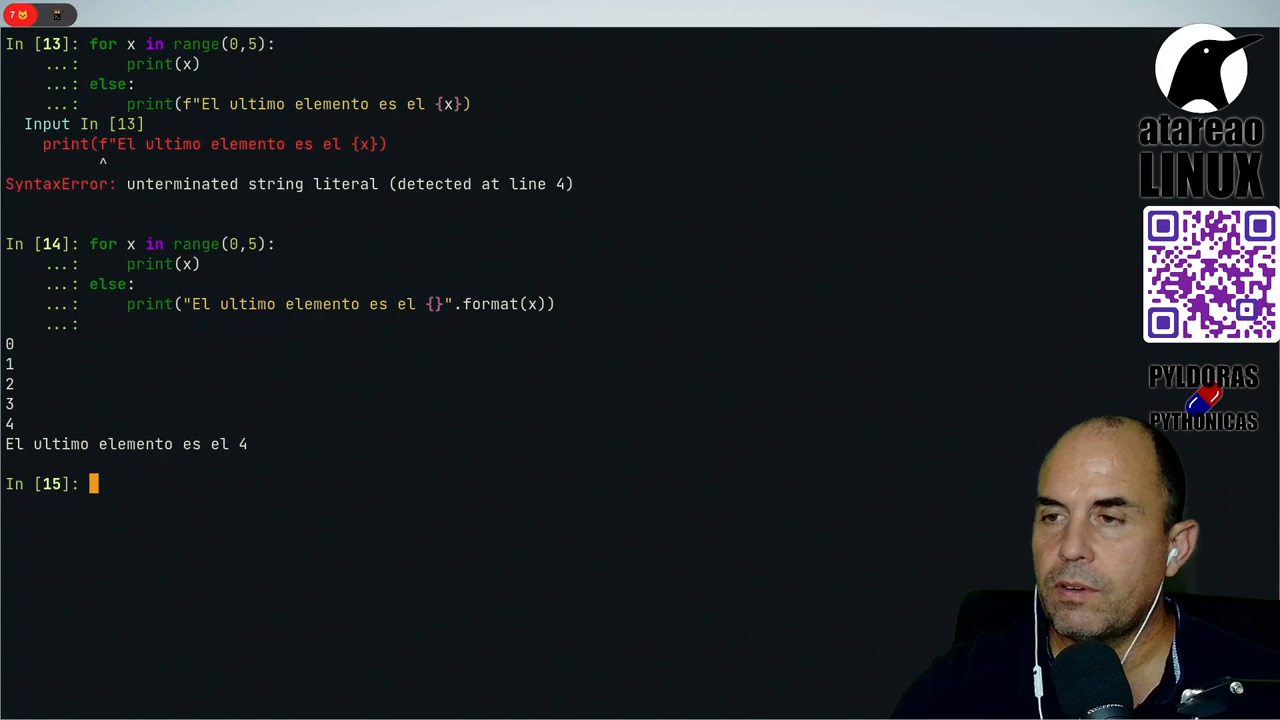 7
In [13]: for x in range(0,5):
...: print(x)
...: else:
...: print(f"El ultimo elemento es el {x})
Input In [13]
print(f"El ultimo elemento es el {x})
^
SyntaxError: unterminated string literal (detected at line 4)
In [14]: for x in range(0,5):
...: print(x)
...: else:
...: print("El ultimo elemento es el {}".format(x))
...:
0
1
2
3
4
El ultimo elemento es el 4
In [15]:
atareao
LINUX
PYLDORAS
PYTHONICAS